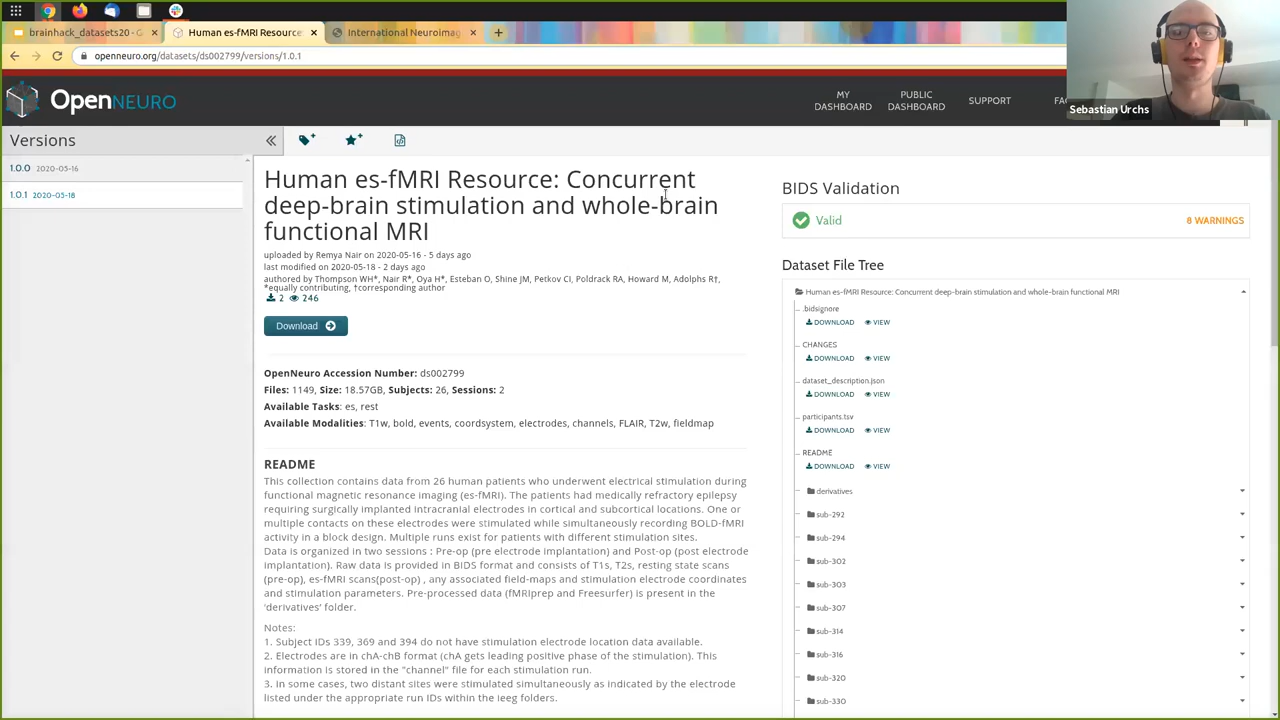 brainhack_datasets20 - G
Human es-fMRI Resource:
International Neuroimag
openneuro.org/datasets/ds002799/versions/1.0.1
OPENNEURO
MY DASHBOARD
PUBLIC DASHBOARD
SUPPORT
Sebastian Urchs
Versions
1.0.0 2020-05-16
1.0.1 2020-05-18
Human es-fMRI Resource: Concurrent
deep-brain stimulation and whole-brain
functional MRI
uploaded by Remya Nair on 2020-05-16 - 5 days ago
last modified on 2020-05-18 - 2 days ago
authored by Thompson WH*, Nair R*, Oya H*, Esteban O, Shine JM, Petkov CI, Poldrack RA, Howard M, Adolphs R†,
*equally contributing, †corresponding author
2 246
Download
OpenNeuro Accession Number: ds002799
Files: 1149, Size: 18.57GB, Subjects: 26, Sessions: 2
Available Tasks: es, rest
Available Modalities: T1w, bold, events, coordsystem, electrodes, channels, FLAIR, T2w, fieldmap
README
This collection contains data from 26 human patients who underwent electrical stimulation during
functional magnetic resonance imaging (es-fMRI). The patients had medically refractory epilepsy
requiring surgically implanted intracranial electrodes in cortical and subcortical locations. One or
multiple contacts on these electrodes were stimulated while simultaneously recording BOLD-fMRI
activity in a block design. Multiple runs exist for patients with different stimulation sites.
Data is organized in two sessions : Pre-op (pre electrode implantation) and Post-op (post electrode
implantation). Raw data is provided in BIDS format and consists of T1s, T2s, resting state scans
(pre-op), es-fMRI scans(post-op) , any associated field-maps and stimulation electrode coordinates
and stimulation parameters. Pre-processed data (fMRIprep and Freesurfer) is present in the
'derivatives' folder.
Notes:
1. Subject IDs 339, 369 and 394 do not have stimulation electrode location data available.
2. Electrodes are in chA-chB format (chA gets leading positive phase of the stimulation). This
information is stored in the "channel" file for each stimulation run.
3. In some cases, two distant sites were stimulated simultaneously as indicated by the electrode
listed under the appropriate run IDs within the ieeg folders.
BIDS Validation
Valid 8 WARNINGS
Dataset File Tree
Human es-fMRI Resource: Concurrent deep-brain stimulation and whole-brain functional MRI
.bidsignore
DOWNLOAD VIEW
CHANGES
DOWNLOAD VIEW
dataset_description.json
DOWNLOAD VIEW
participants.tsv
DOWNLOAD VIEW
README
DOWNLOAD VIEW
derivatives
sub-292
sub-294
sub-302
sub-303
sub-307
sub-314
sub-316
sub-320
sub-330